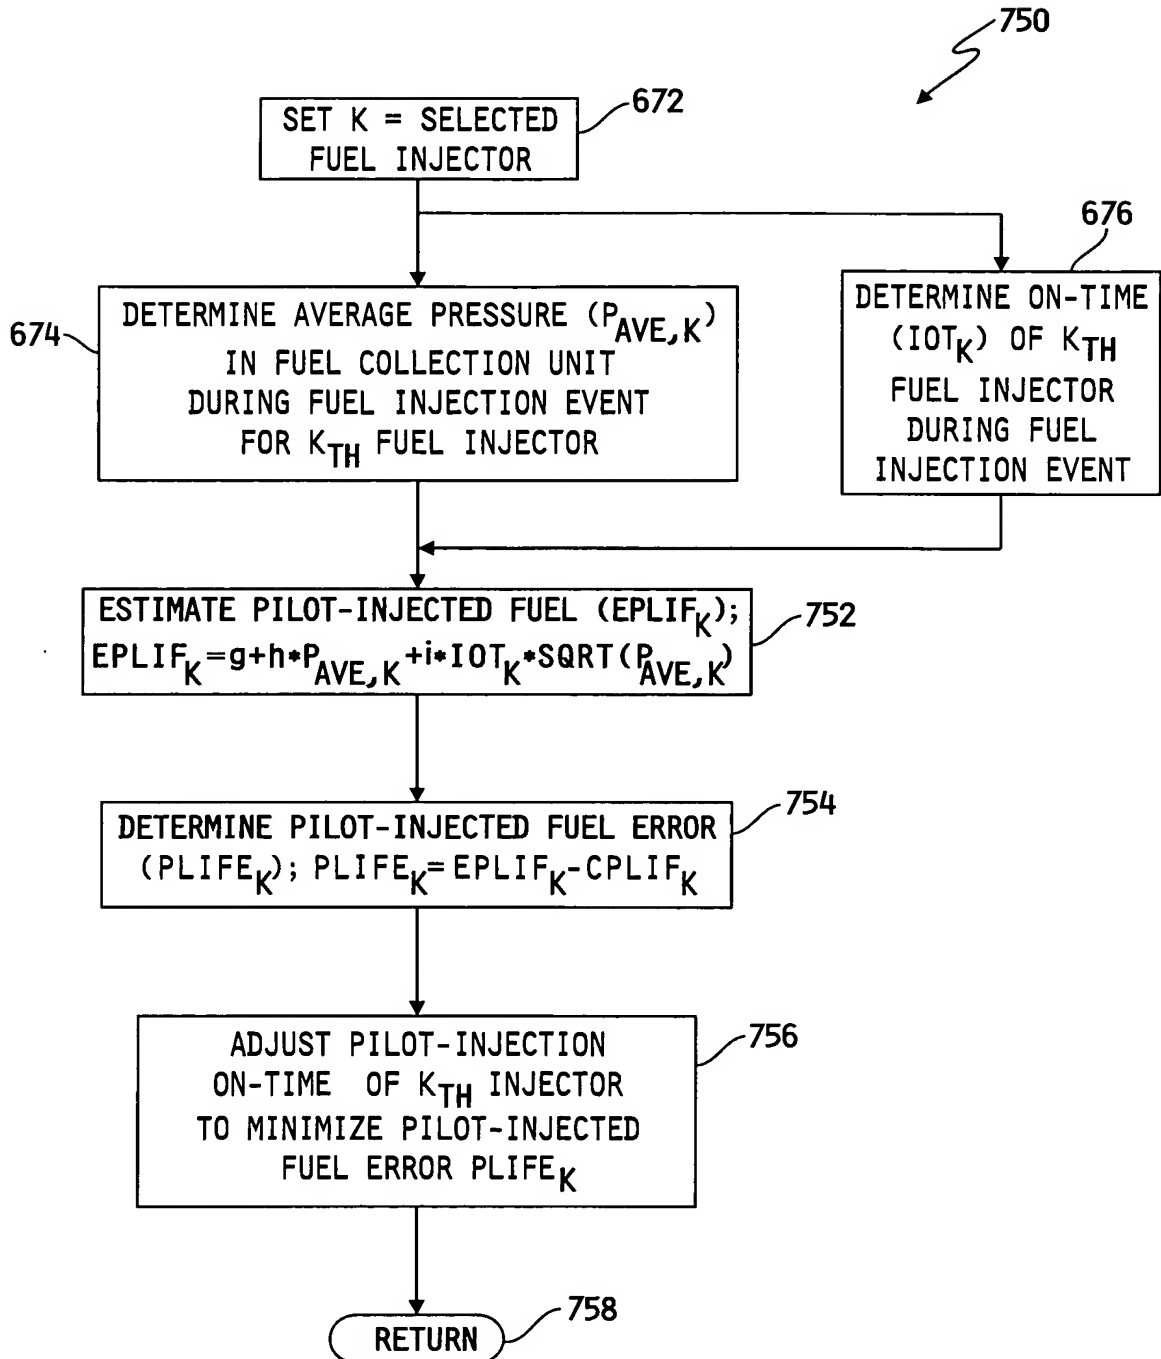 750
672
SET K = SELECTED
FUEL INJECTOR
676
674
DETERMINE AVERAGE PRESSURE (PAVE,K)
IN FUEL COLLECTION UNIT
DURING FUEL INJECTION EVENT
FOR KTH FUEL INJECTOR
DETERMINE ON-TIME
(IOTK) OF KTH
FUEL INJECTOR
DURING FUEL
INJECTION EVENT
752
ESTIMATE PILOT-INJECTED FUEL (EPLIFK);
EPLIFK=g+h*PAVE,K+i*IOTK*SQRT(PAVE,K)
754
DETERMINE PILOT-INJECTED FUEL ERROR
(PLIFEK); PLIFEK=EPLIFK-CPLIFK
756
ADJUST PILOT-INJECTION
ON-TIME OF KTH INJECTOR
TO MINIMIZE PILOT-INJECTED
FUEL ERROR PLIFEK
758
RETURN